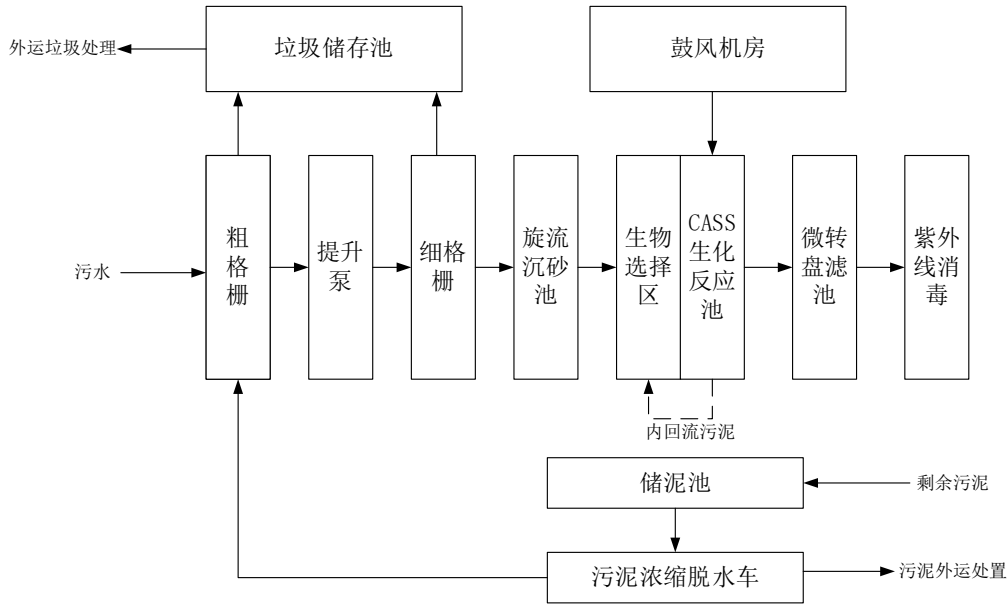 外运垃圾处理
垃圾储存池
鼓风机房
污水
粗
格
栅
提升
泵
细格
栅
旋流
沉砂
池
生物
选择
区
CASS
生化
反应
池
微转
盘滤
池
紫外
线消
毒
内回流污泥
储泥池
剩余污泥
污泥浓缩脱水车
污泥外运处置